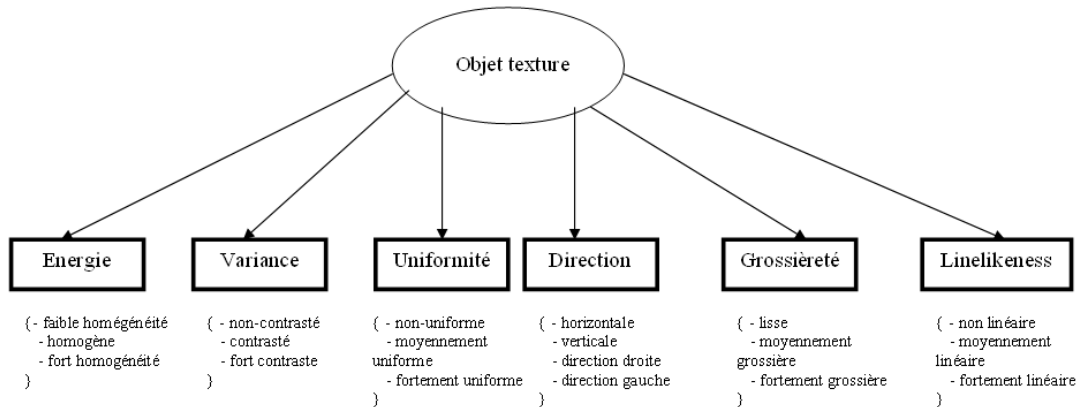 Objet texture
Energie
Variance
Uniformité
Direction
Grossièreté
Linelikeness
{ - faible homégénéité
- homogène
- fort homogénéité
}
{ - non-contrasté
- contrasté
- fort contraste
}
{ - non-uniforme
- moyennement
uniforme
- fortement uniforme
}
{ - horizontale
- verticale
- direction droite
- direction gauche
}
{ - lisse
- moyennement
grossière
- fortement grossière
}
{ - non linéaire
- moyennement
linéaire
- fortement linéaire
}